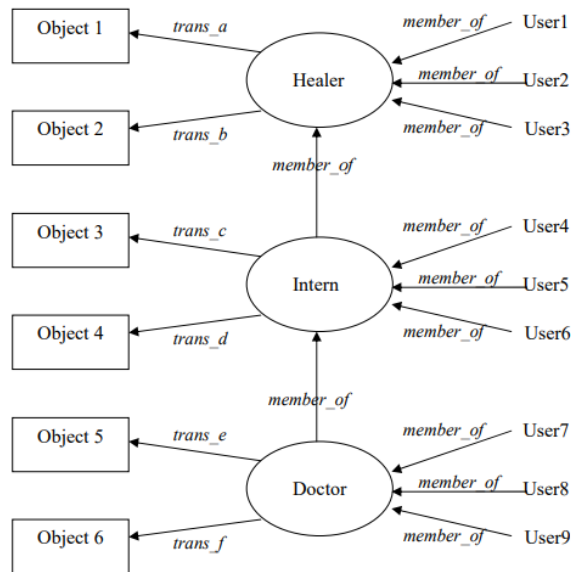 Object 1
trans_a
member_of
User1
Healer
member_of
User2
Object 2
trans_b
member_of
User3
member_of
Object 3
trans_c
member_of
User4
Intern
member_of
User5
Object 4
trans_d
member_of
User6
member_of
Object 5
trans_e
member_of
User7
Doctor
member_of
User8
Object 6
trans_f
member_of
User9